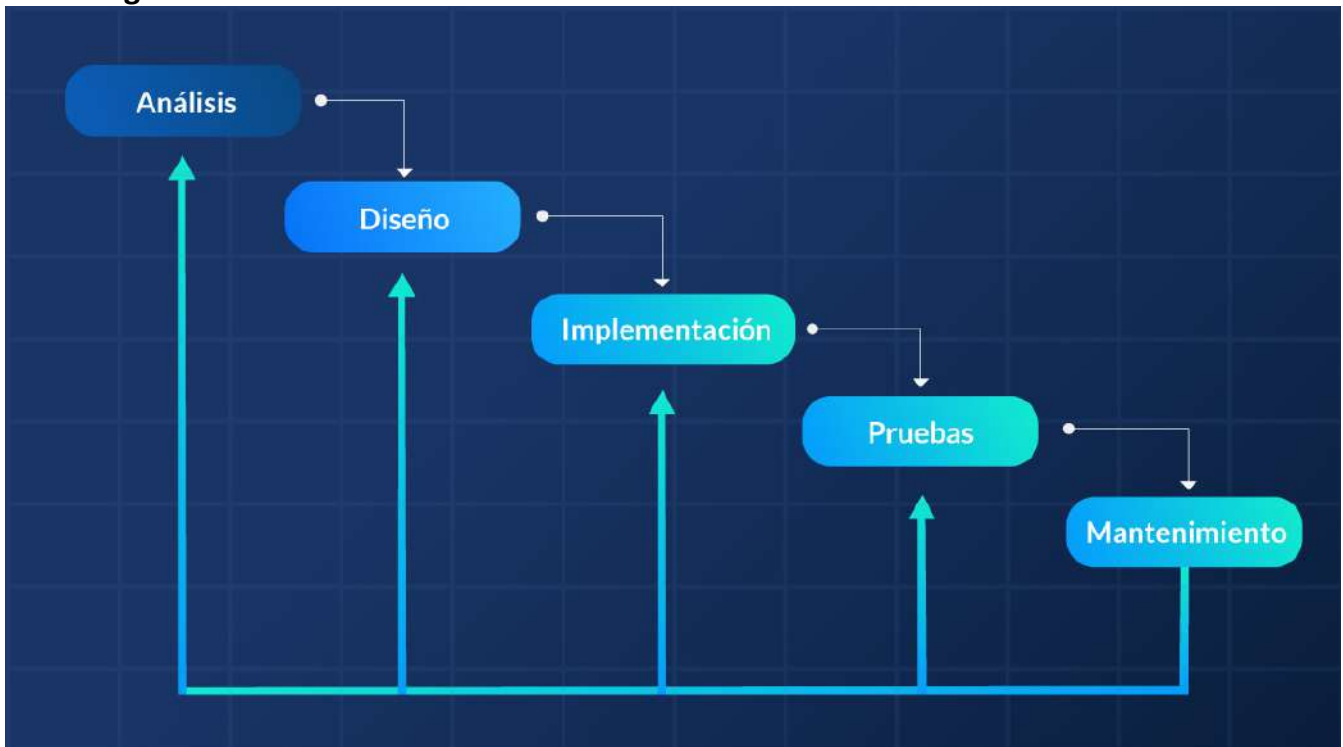 Análisis
Diseño
Implementación
Pruebas
Mantenimiento